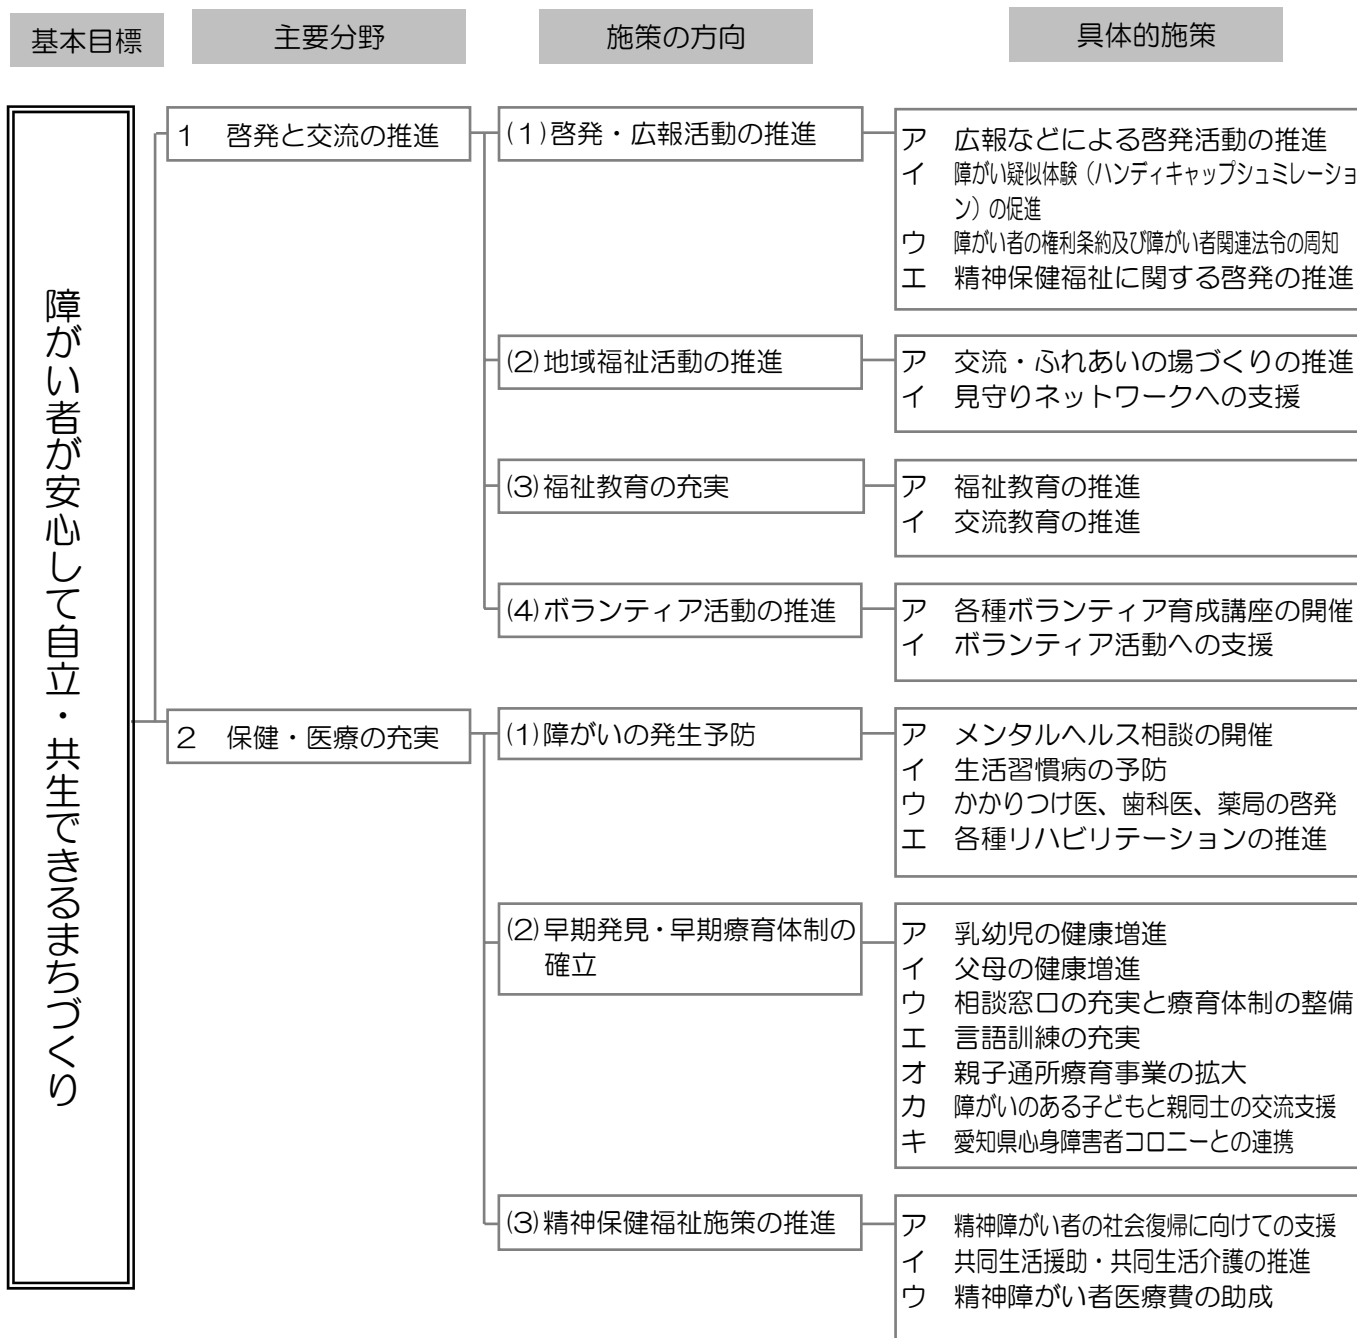 基本目標
主要分野
施策の方向
具体的施策
障がい者が安心して自立・共生できるまちづくり
1 啓発と交流の推進
(1)啓発・広報活動の推進
ア 広報などによる啓発活動の推進
イ 障がい疑似体験（ハンディキャップシュミレーショ
ン）の促進
ウ 障がい者の権利条約及び障がい者関連法令の周知
エ 精神保健福祉に関する啓発の推進
(2)地域福祉活動の推進
ア 交流・ふれあいの場づくりの推進
イ 見守りネットワークへの支援
(3)福祉教育の充実
ア 福祉教育の推進
イ 交流教育の推進
(4)ボランティア活動の推進
ア 各種ボランティア育成講座の開催
イ ボランティア活動への支援
2 保健・医療の充実
(1)障がいの発生予防
ア メンタルヘルス相談の開催
イ 生活習慣病の予防
ウ かかりつけ医、歯科医、薬局の啓発
エ 各種リハビリテーションの推進
(2)早期発見・早期療育体制の
確立
ア 乳幼児の健康増進
イ 父母の健康増進
ウ 相談窓口の充実と療育体制の整備
エ 言語訓練の充実
オ 親子通所療育事業の拡大
カ 障がいのある子どもと親同士の交流支援
キ 愛知県心身障害者コロニーとの連携
(3)精神保健福祉施策の推進
ア 精神障がい者の社会復帰に向けての支援
イ 共同生活援助・共同生活介護の推進
ウ 精神障がい者医療費の助成